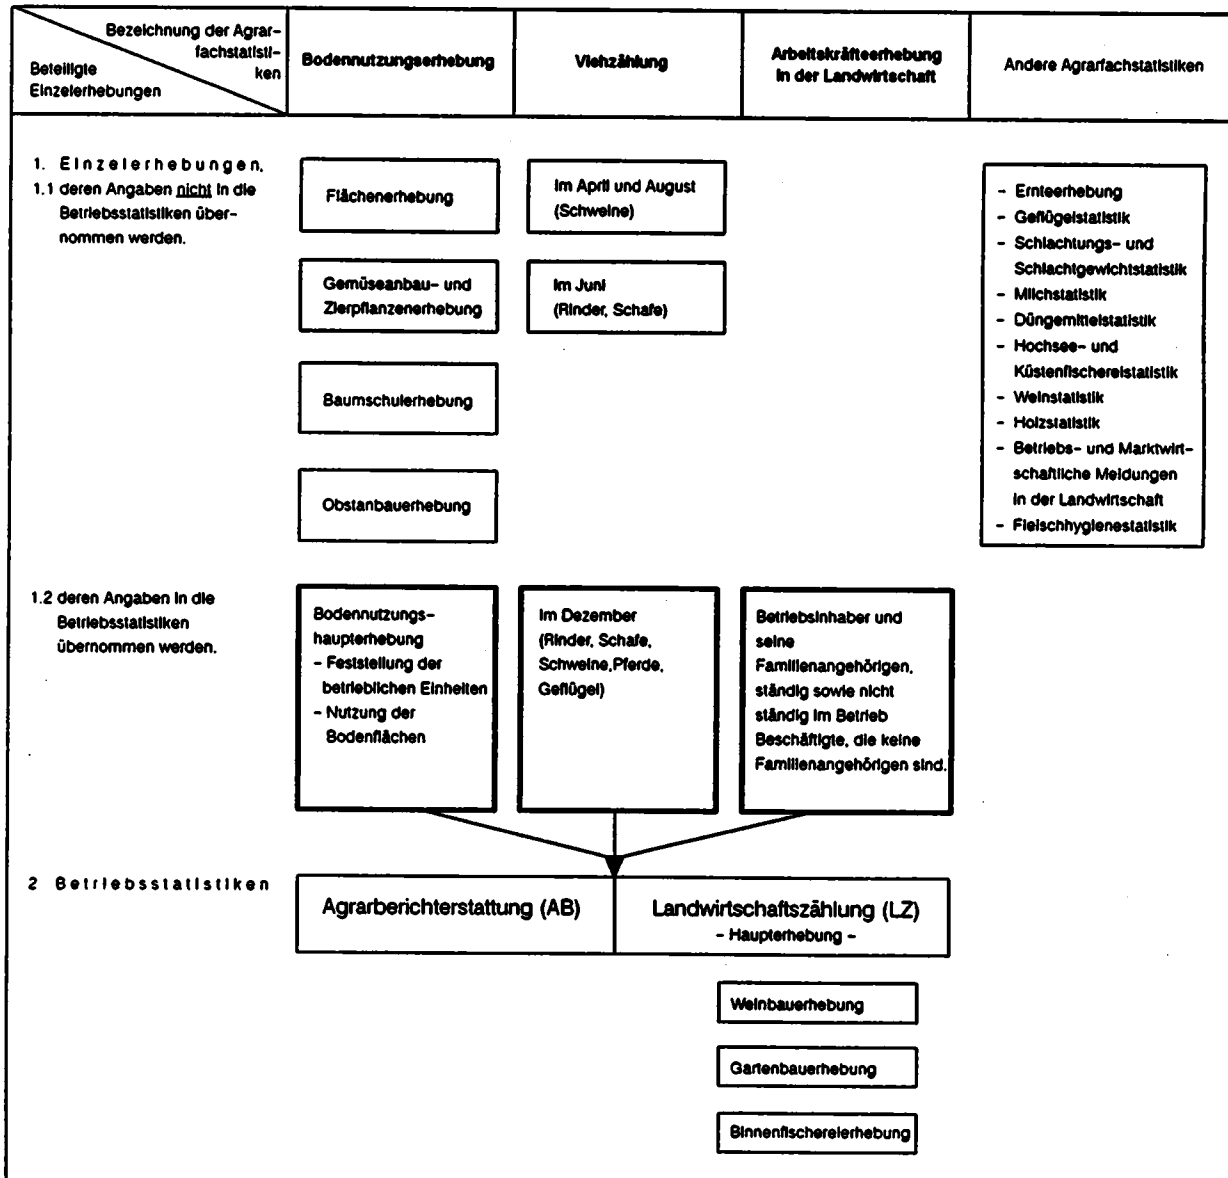 Bezeichnung der Agrar-
fachstatisti-
ken
Beteiligte
Einzelerhebungen
Bodennutzungserhebung
Viehzählung
Arbeitskräfteerhebung
in der Landwirtschaft
Andere Agrarfachstatistiken
1. Einzelerhebungen,
1.1 deren Angaben nicht in die
Betriebsstatistiken über-
nommen werden.
Flächenerhebung
Gemüseanbau- und
Zierpflanzenerhebung
Baumschulerhebung
Obstanbauerhebung
Im April und August
(Schweine)
Im Juni
(Rinder, Schafe)
- Ernteerhebung
- Geflügelstatistik
- Schlachtungs- und
Schlachtgewichtstatistik
- Milchstatistik
- Düngemittelstatistik
- Hochsee- und
Küstenfischereistatistik
- Weinstatistik
- Holzstatistik
- Betriebs- und Marktwirt-
schaftliche Meldungen
in der Landwirtschaft
- Fleischhygienestatistik
1.2 deren Angaben in die
Betriebsstatistiken
übernommen werden.
Bodennutzungs-
haupterhebung
- Feststellung der
betrieblichen Einheiten
- Nutzung der
Bodenflächen
Im Dezember
(Rinder, Schafe,
Schweine,Pferde,
Geflügel)
Betriebsinhaber und
seine
Familienangehörigen,
ständig sowie nicht
ständig im Betrieb
Beschäftigte, die keine
Familienangehörigen sind.
2 Betriebsstatistiken
Agrarberichterstattung (AB)
Landwirtschaftszählung (LZ)
- Haupterhebung -
Weinbauerhebung
Gartenbauerhebung
Binnenfischereierhebung